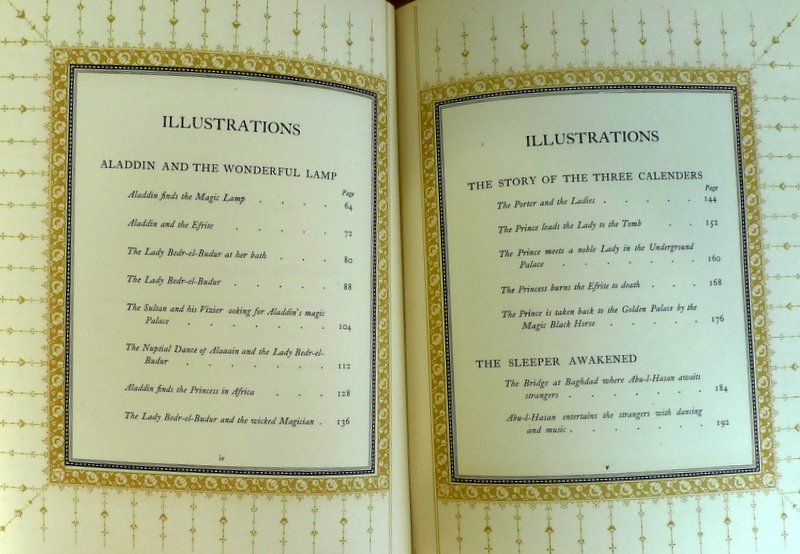 ILLUSTRATIONS
ALADDIN AND THE WONDERFUL LAMP
Page
Aladdin finds the Magic Lamp . . . . 64
Aladdin and the Efrite . . . . . 72
The Lady Bedr-el-Budur at her bath . . . . 80
The Lady Bedr-el-Budur . . . . . 88
The Sultan and his Vizier ooking for Aladdin's magic
Palace . . . . . . . 104
The Nuptial Dance of Alaaain and the Lady Bedr-el-
Budur . . . . . . . 112
Aladdin finds the Princess in Africa . . . . 128
The Lady Bedr-el-Budur and the wicked Magician . 136
iv
ILLUSTRATIONS
THE STORY OF THE THREE CALENDERS
Page
The Porter and the Ladies . . . . . 144
The Prince leads the Lady to the Tomb . . . 152
The Prince meets a noble Lady in the Underground
Palace . . . . . . . 160
The Princess burns the Efrite to death . . . 168
The Prince is taken back to the Golden Palace by the
Magic Black Horse . . . . . 176
THE SLEEPER AWAKENED
The Bridge at Baghdad where Abu-l-Hasan awaits
strangers . . . . . . . 184
Abu-l-Hasan entertains the strangers with dancing
and music . . . . . . . 192
v